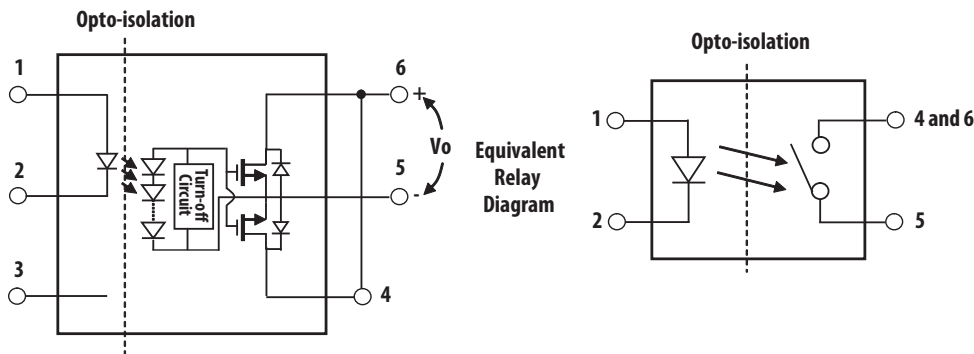 Opto-isolation
1
2
3
Turn-off
Circuit
6
+
Vo
5
-
4
Equivalent
Relay
Diagram
Opto-isolation
1
2
4 and 6
5